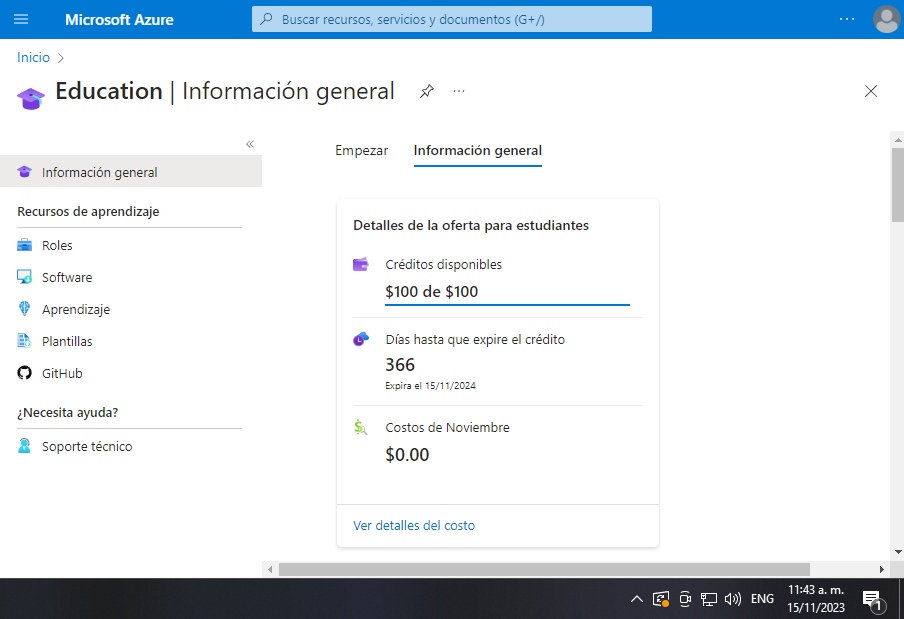 Microsoft Azure
Buscar recursos, servicios y documentos (G+/)
Inicio
Education | Información general
Empezar
Información general
Información general
Recursos de aprendizaje
Roles
Software
Aprendizaje
Plantillas
GitHub
¿Necesita ayuda?
Soporte técnico
Detalles de la oferta para estudiantes
Créditos disponibles
$100 de $100
Días hasta que expire el crédito
366
Expira el 15/11/2024
Costos de Noviembre
$0.00
Ver detalles del costo
ENG
11:43 a. m.
15/11/2023
1